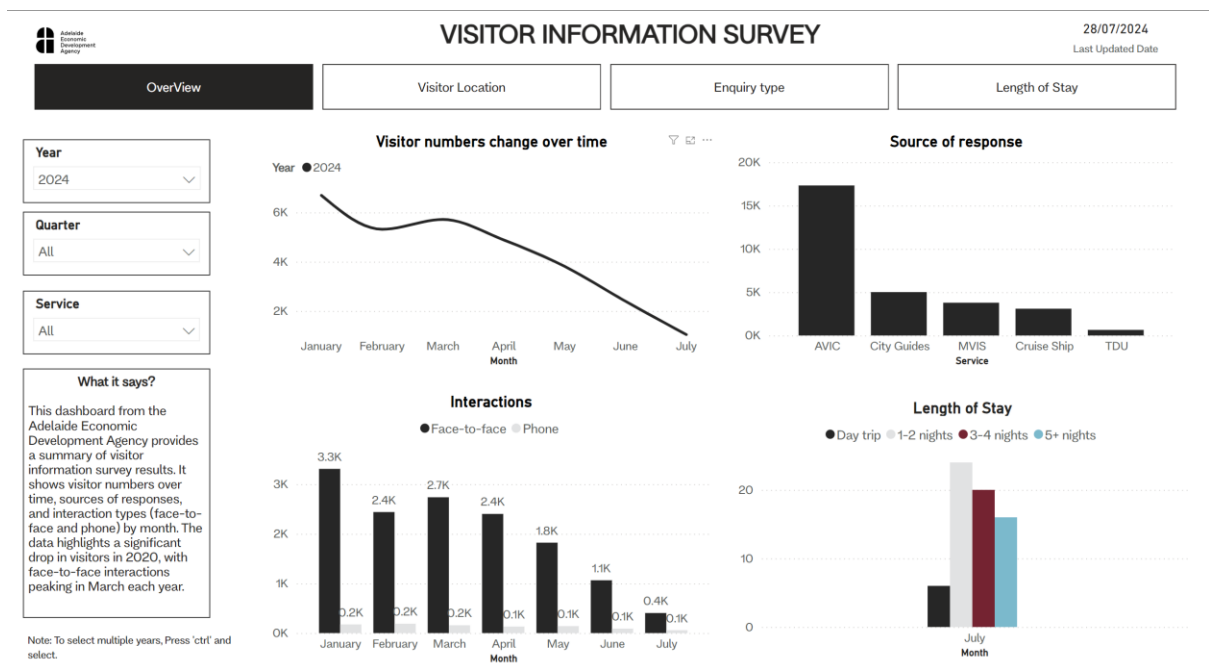 Adelaide
Economic
Development
Agency
VISITOR INFORMATION SURVEY
28/07/2024
Last Updated Date
OverView
Visitor Location
Enquiry type
Length of Stay
Year
2024
Quarter
All
Service
All
What it says?
This dashboard from the
Adelaide Economic
Development Agency provides
a summary of visitor
information survey results. It
shows visitor numbers over
time, sources of responses,
and interaction types (face-to-
face and phone) by month. The
data highlights a significant
drop in visitors in 2020, with
face-to-face interactions
peaking in March each year.
Note: To select multiple years, Press 'ctrl' and
select.
Visitor numbers change over time
Year 2024
6K
4K
2K
January February March April May June July
Month
Source of response
20K
15K
10K
5K
0K
AVIC City Guides MVIS Cruise Ship TDU
Service
Interactions
Face-to-face Phone
3K
2K
1K
0K
3.3K 2.4K 2.7K 2.4K 1.8K 1.1K 0.4K
0.2K 0.2K 0.2K 0.1K 0.1K 0.1K 0.1K
January February March April May June July
Month
Length of Stay
Day trip 1-2 nights 3-4 nights 5+ nights
20
10
0
July
Month